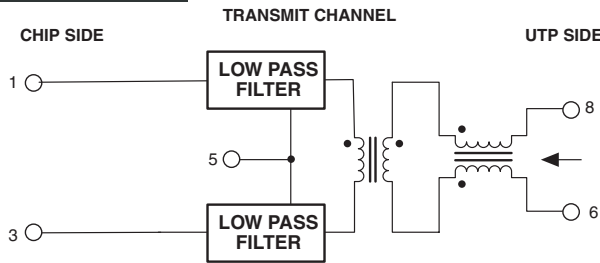 TRANSMIT CHANNEL
CHIP SIDE
UTP SIDE
1
LOW PASS
FILTER
8
5
3
LOW PASS
FILTER
6